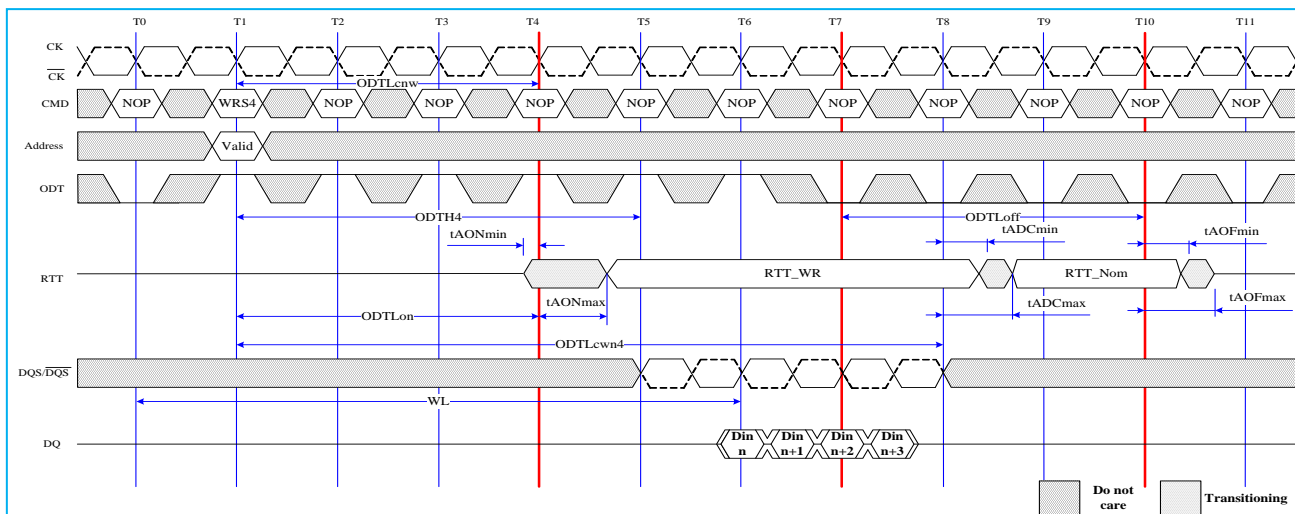 T0 T1 T2 T3 T4 T5 T6 T7 T8 T9 T10 T11
CK
CK
ODTLcnw
CMD NOP WRS4 NOP NOP NOP NOP NOP NOP NOP NOP NOP NOP
Address Valid
ODT
ODTH4 ODTLoff
tAONmin tADCmin tAOFmin
RTT RTT_WR RTT_Nom
tAONmax tADCmax tAOFmax
ODTLon
ODTLcwn4
DQS/DQS
WL
DQ Din n Din n+1 Din n+2 Din n+3
Do not care Transitioning